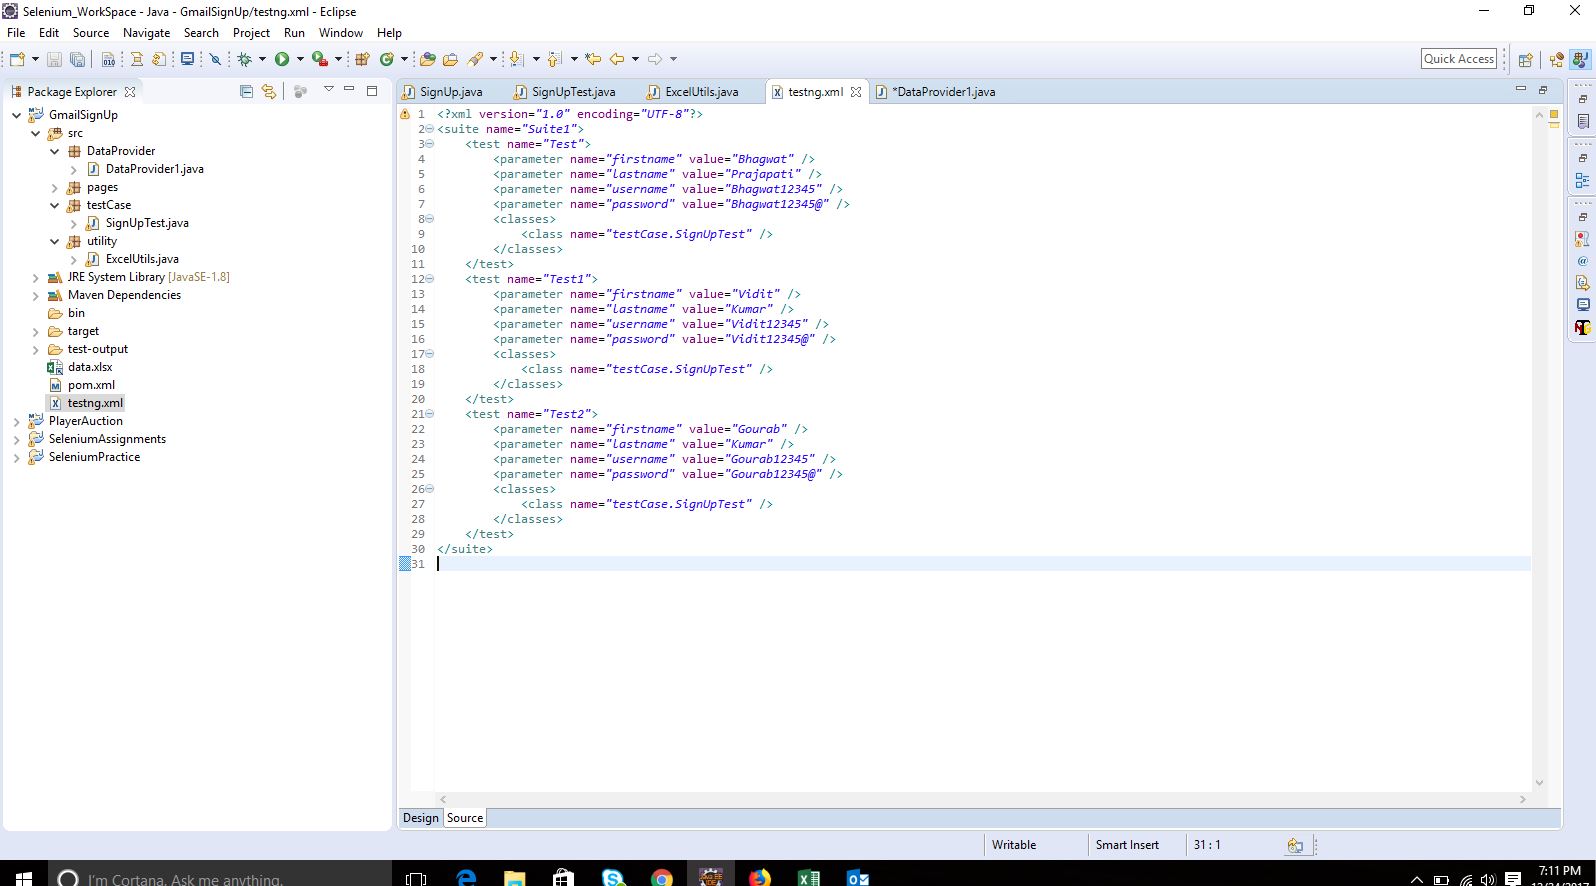 Selenium_WorkSpace - Java - GmailSignUp/testng.xml - Eclipse
File Edit Source Navigate Search Project Run Window Help
Quick Access
Package Explorer
GmailSignUp
src
DataProvider
DataProvider1.java
pages
testCase
SignUpTest.java
utility
ExcelUtils.java
JRE System Library [JavaSE-1.8]
Maven Dependencies
bin
target
test-output
data.xlsx
pom.xml
testng.xml
PlayerAuction
SeleniumAssignments
SeleniumPractice
SignUp.java SignUpTest.java ExcelUtils.java testng.xml *DataProvider1.java
1 <?xml version="1.0" encoding="UTF-8"?>
2 <suite name="Suite1">
3 <test name="Test">
4 <parameter name="firstname" value="Bhagwat" />
5 <parameter name="lastname" value="Prajapati" />
6 <parameter name="username" value="Bhagwat12345" />
7 <parameter name="password" value="Bhagwat12345@" />
8 <classes>
9 <class name="testCase.SignUpTest" />
10 </classes>
11 </test>
12 <test name="Test1">
13 <parameter name="firstname" value="Vidit" />
14 <parameter name="lastname" value="Kumar" />
15 <parameter name="username" value="Vidit12345" />
16 <parameter name="password" value="Vidit12345@" />
17 <classes>
18 <class name="testCase.SignUpTest" />
19 </classes>
20 </test>
21 <test name="Test2">
22 <parameter name="firstname" value="Gourab" />
23 <parameter name="lastname" value="Kumar" />
24 <parameter name="username" value="Gourab12345" />
25 <parameter name="password" value="Gourab12345@" />
26 <classes>
27 <class name="testCase.SignUpTest" />
28 </classes>
29 </test>
30 </suite>
31
Design Source
Writable Smart Insert 31 : 1
I'm Cortana. Ask me anything.
7:11 PM